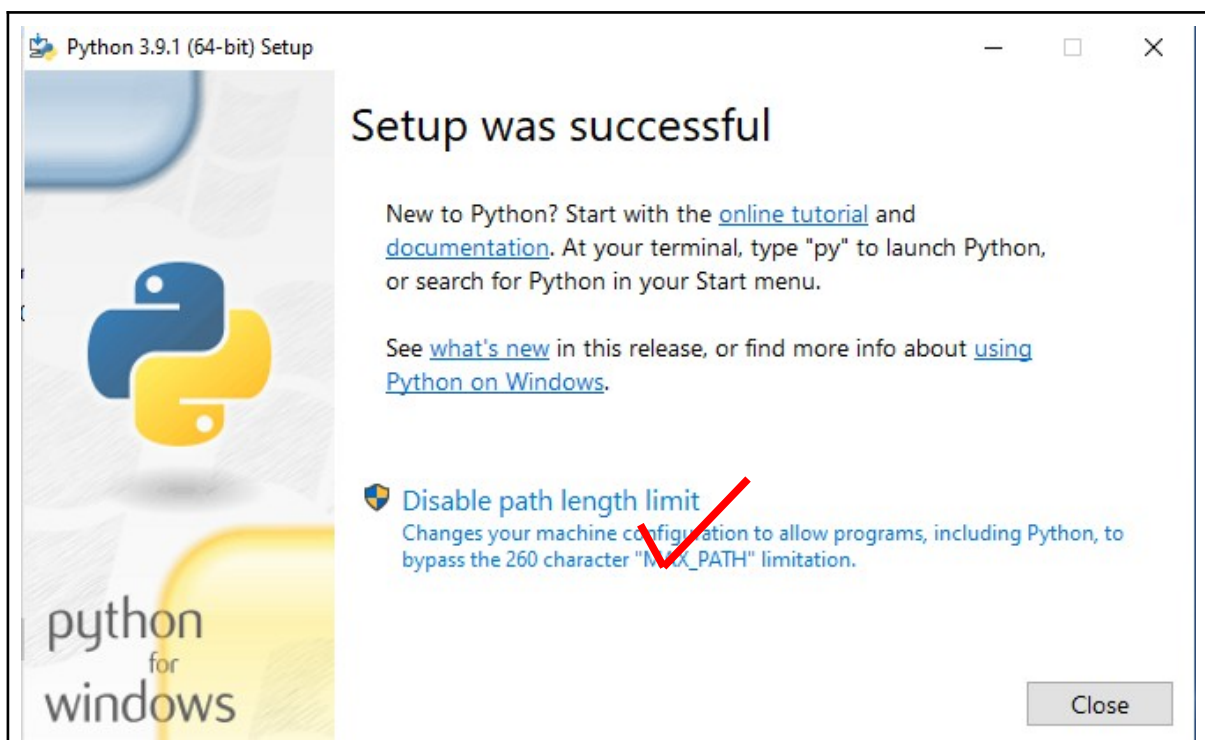 Python 3.9.1 (64-bit) Setup
Setup was successful
New to Python? Start with the online tutorial and
documentation. At your terminal, type "py" to launch Python,
or search for Python in your Start menu.
See what's new in this release, or find more info about using
Python on Windows.
Disable path length limit
Changes your machine configuration to allow programs, including Python, to
bypass the 260 character "MAX_PATH" limitation.
python
for
windows
Close